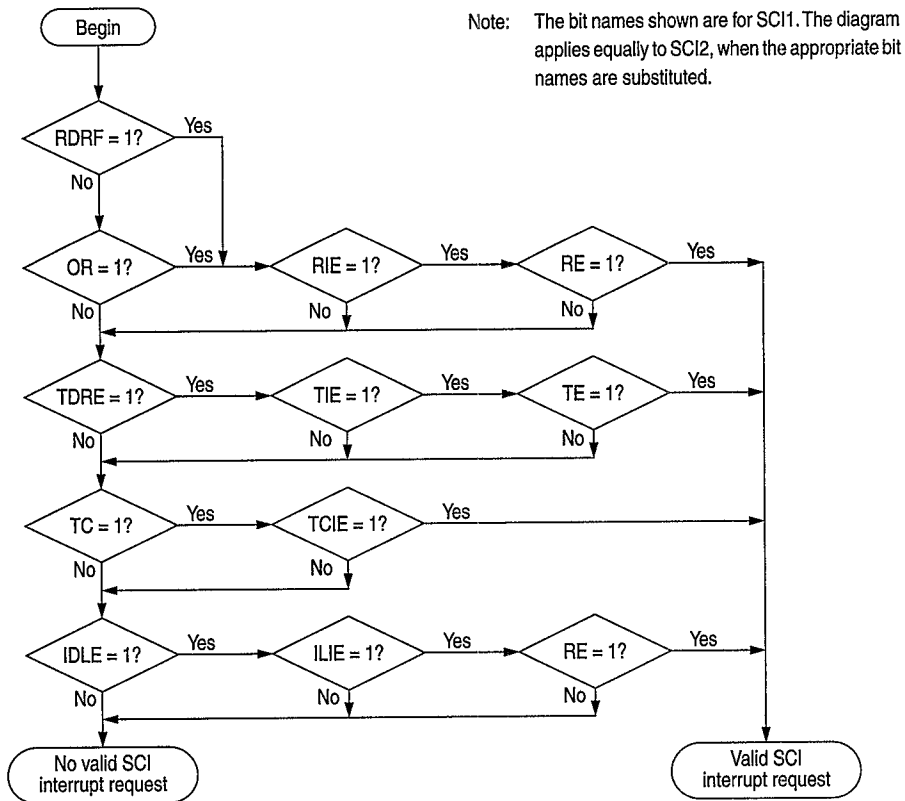 Begin
Note: The bit names shown are for SCI1. The diagram
applies equally to SCI2, when the appropriate bit
names are substituted.
RDRF = 1?
Yes
No
OR = 1?
Yes
RIE = 1?
Yes
RE = 1?
Yes
No
No
No
TDRE = 1?
Yes
TIE = 1?
Yes
TE = 1?
Yes
No
No
No
TC = 1?
Yes
TCIE = 1?
Yes
No
No
IDLE = 1?
Yes
ILIE = 1?
Yes
RE = 1?
Yes
No
No
No
No valid SCI
interrupt request
Valid SCI
interrupt request